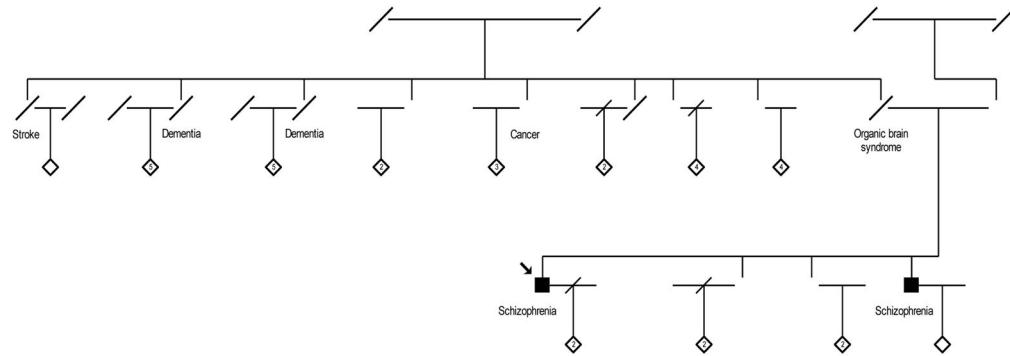 Stroke
Dementia
Dementia
Cancer
Organic brain
syndrome
5
5
2
3
2
4
4
Schizophrenia
Schizophrenia
2
2
2